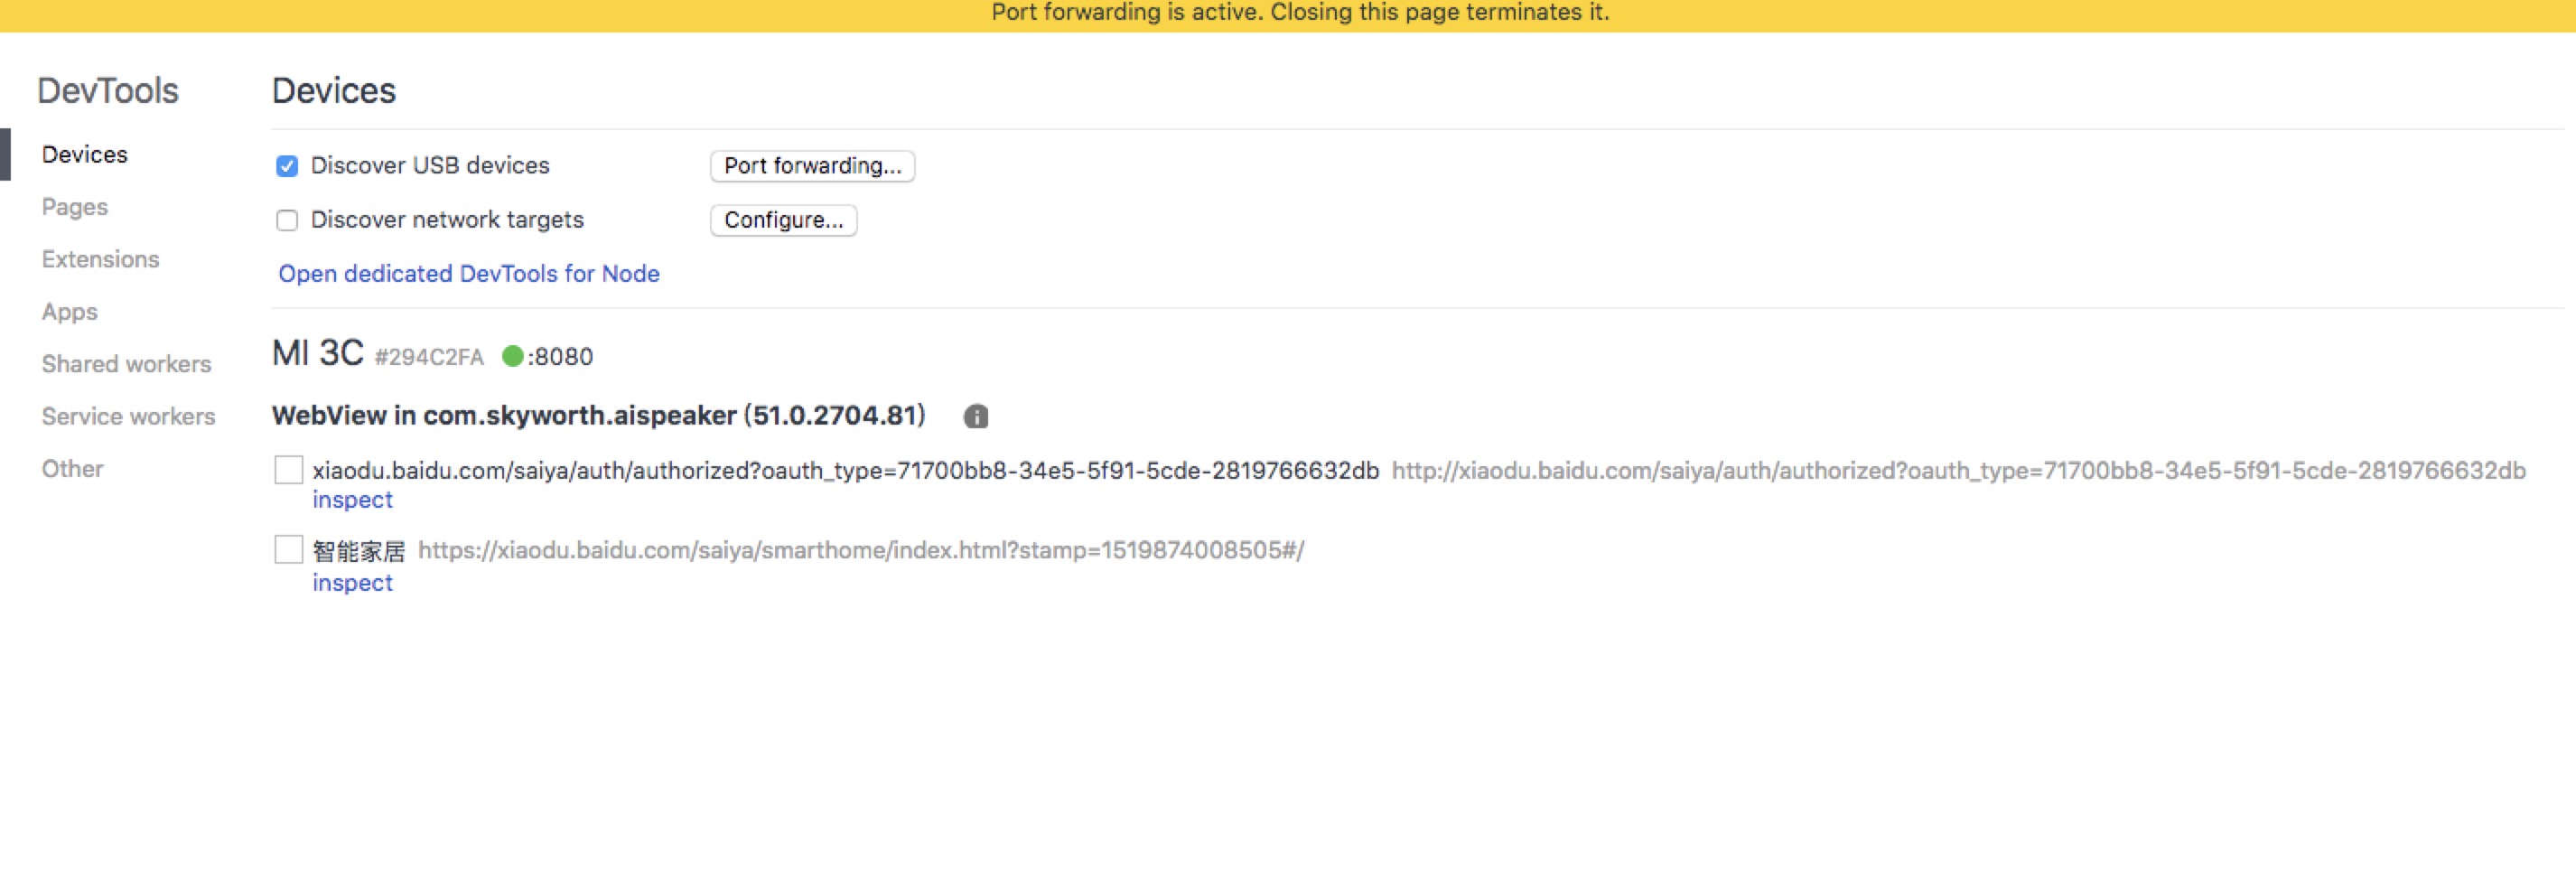 Port forwarding is active. Closing this page terminates it.
DevTools
Devices
Pages
Extensions
Apps
Shared workers
Service workers
Other
Devices
Discover USB devices Port forwarding...
Discover network targets Configure...
Open dedicated DevTools for Node
MI 3C #294C2FA :8080
WebView in com.skyworth.aispeaker (51.0.2704.81)
xiaodu.baidu.com/saiya/auth/authorized?oauth_type=71700bb8-34e5-5f91-5cde-2819766632db http://xiaodu.baidu.com/saiya/auth/authorized?oauth_type=71700bb8-34e5-5f91-5cde-2819766632db
inspect
智能家居 https://xiaodu.baidu.com/saiya/smarthome/index.html?stamp=1519874008505#/
inspect